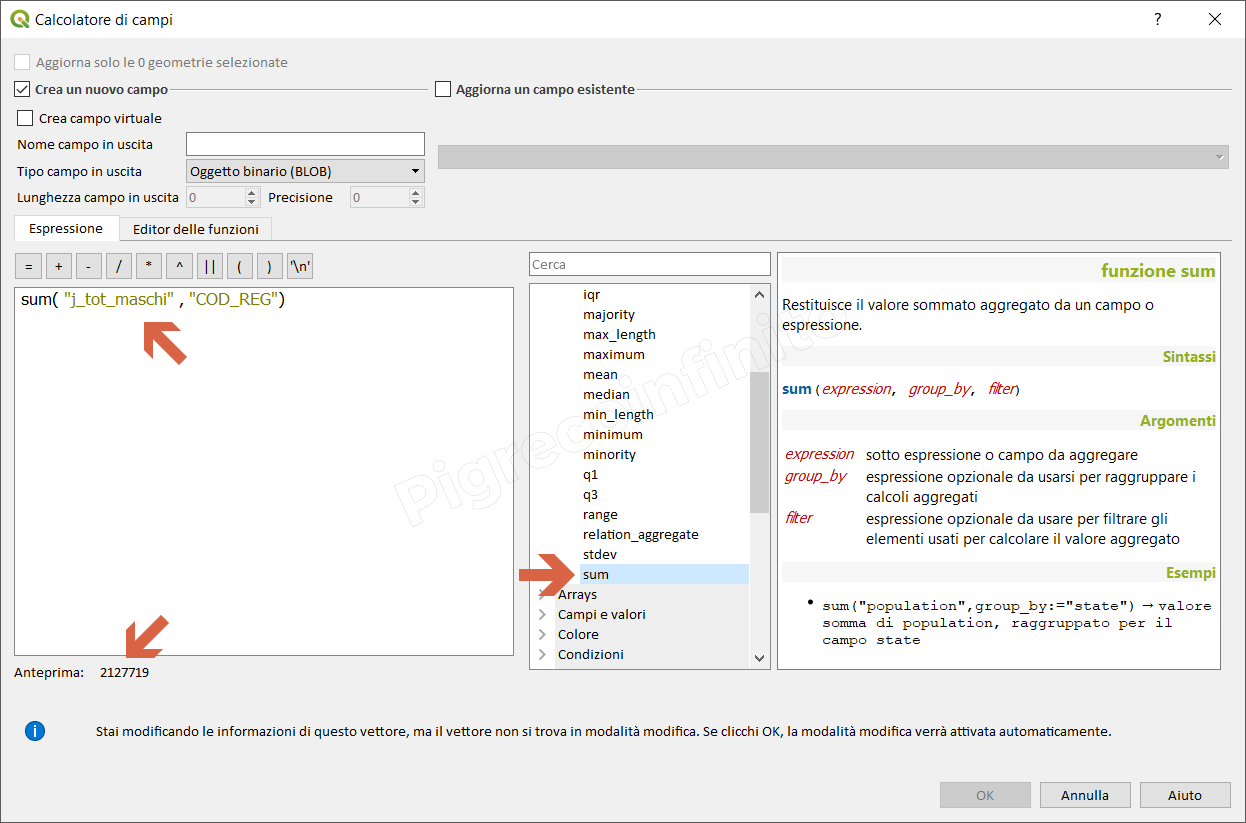 Calcolatore di campi
?
Aggiorna solo le 0 geometrie selezionate
Crea un nuovo campo
Aggiorna un campo esistente
Crea campo virtuale
Nome campo in uscita
Tipo campo in uscita Oggetto binario (BLOB)
Lunghezza campo in uscita 0 Precisione 0
Espressione Editor delle funzioni
= + - / * ^ || ( ) '\n'
sum( "j_tot_maschi" , "COD_REG")
Anteprima: 2127719
Cerca
iqr
majority
max_length
maximum
mean
median
min_length
minimum
minority
q1
q3
range
relation_aggregate
stdev
sum
Arrays
Campi e valori
Colore
Condizioni
funzione sum
Restituisce il valore sommato aggregato da un campo o
espressione.
Sintassi
sum (expression, group_by, filter)
Argomenti
expression sotto espressione o campo da aggregare
group_by espressione opzionale da usarsi per raggruppare i
calcoli aggregati
filter espressione opzionale da usare per filtrare gli
elementi usati per calcolare il valore aggregato
Esempi
• sum("population",group_by:="state") → valore
somma di population, raggruppato per il
campo state
Pigrecoinfinito
Stai modificando le informazioni di questo vettore, ma il vettore non si trova in modalità modifica. Se clicchi OK, la modalità modifica verrà attivata automaticamente.
OK Annulla Aiuto